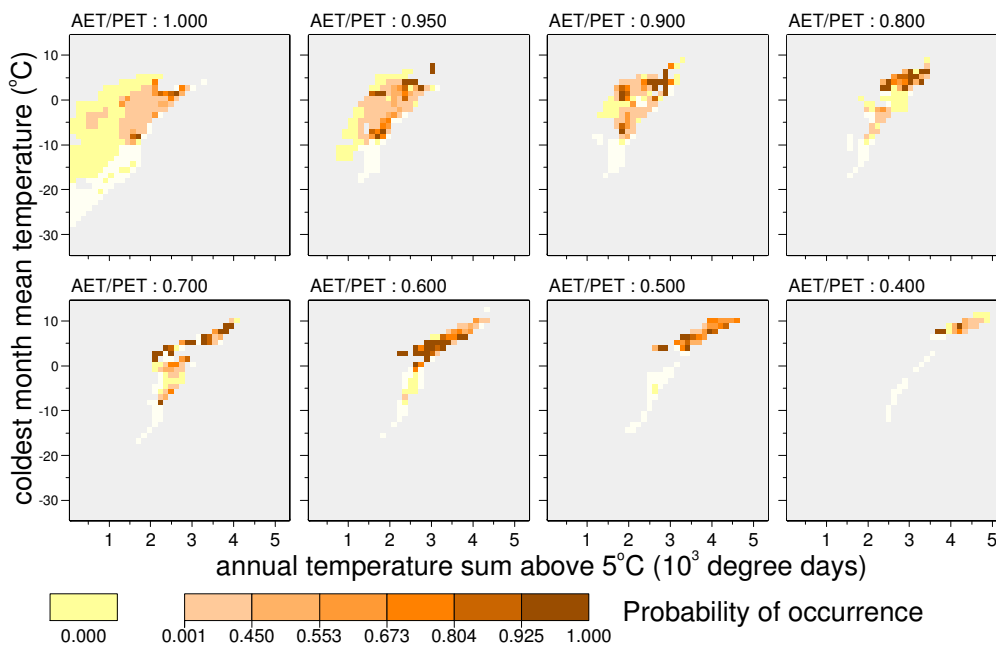 AET/PET : 1.000 AET/PET : 0.950 AET/PET : 0.900 AET/PET : 0.800
10
0
-10
-20
-30
AET/PET : 0.700 AET/PET : 0.600 AET/PET : 0.500 AET/PET : 0.400
10
0
-10
-20
-30
coldest month mean temperature (°C)
1 2 3 4 5 1 2 3 4 5 1 2 3 4 5 1 2 3 4 5
annual temperature sum above 5°C (10³ degree days)
Probability of occurrence
0.000 0.001 0.450 0.553 0.673 0.804 0.925 1.000